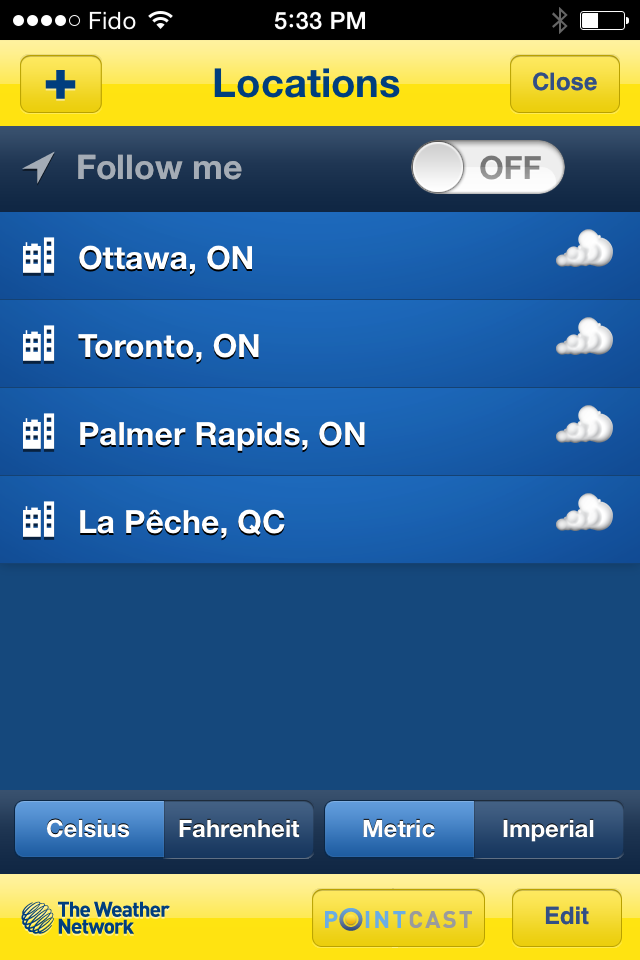 Fido 5:33 PM
Locations Close
Follow me OFF
Ottawa, ON
Toronto, ON
Palmer Rapids, ON
La Pêche, QC
Celsius Fahrenheit Metric Imperial
The Weather
Network
POINTCAST
Edit